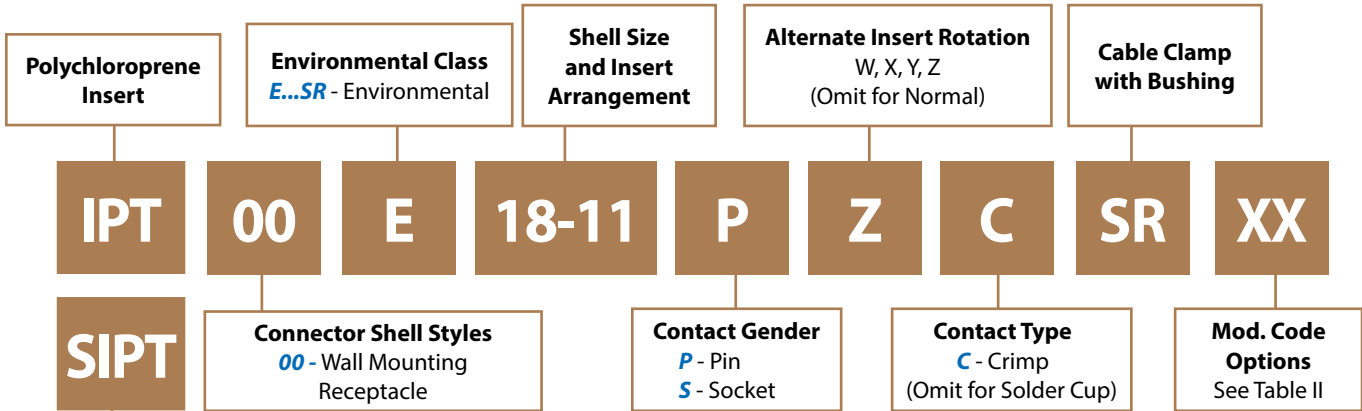 Polychloroprene
Insert
Environmental Class
E...SR - Environmental
Shell Size
and Insert
Arrangement
Alternate Insert Rotation
W, X, Y, Z
(Omit for Normal)
Cable Clamp
with Bushing
IPT 00 E 18-11 P Z C SR XX
SIPT
Connector Shell Styles
00 - Wall Mounting
Receptacle
Contact Gender
P - Pin
S - Socket
Contact Type
C - Crimp
(Omit for Solder Cup)
Mod. Code
Options
See Table II